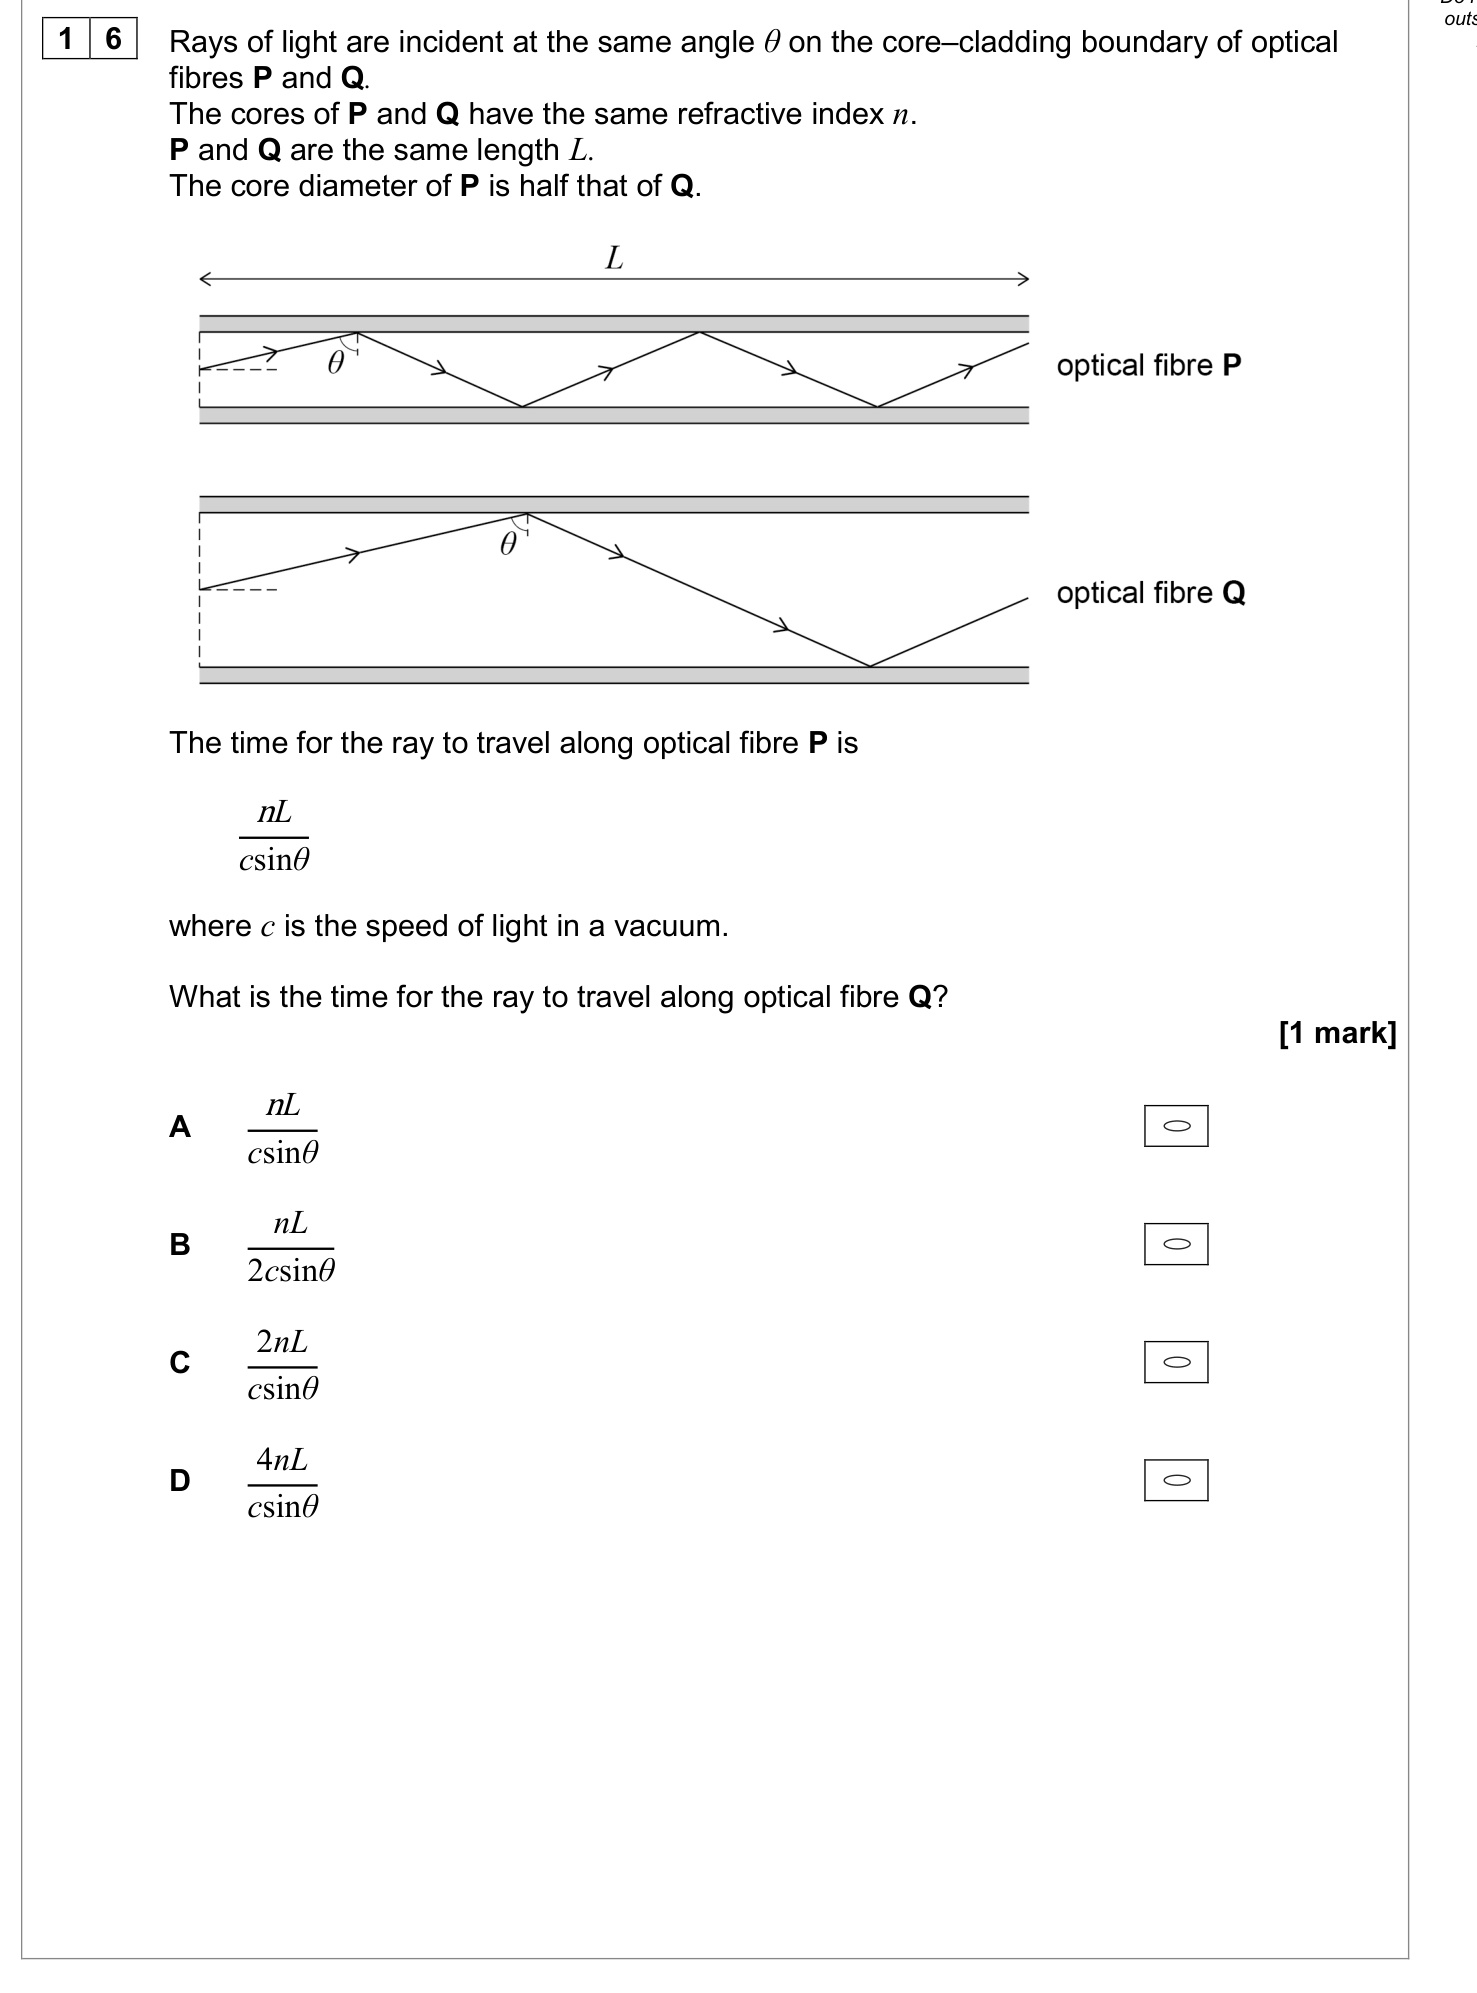 outs
1 6 Rays of light are incident at the same angle θ on the core–cladding boundary of optical
fibres P and Q.
The cores of P and Q have the same refractive index n.
P and Q are the same length L.
The core diameter of P is half that of Q.
L
θ
optical fibre P
θ
optical fibre Q
The time for the ray to travel along optical fibre P is
nL
csinθ
where c is the speed of light in a vacuum.
What is the time for the ray to travel along optical fibre Q?
[1 mark]
A nL
csinθ
B nL
2csinθ
C 2nL
csinθ
D 4nL
csinθ